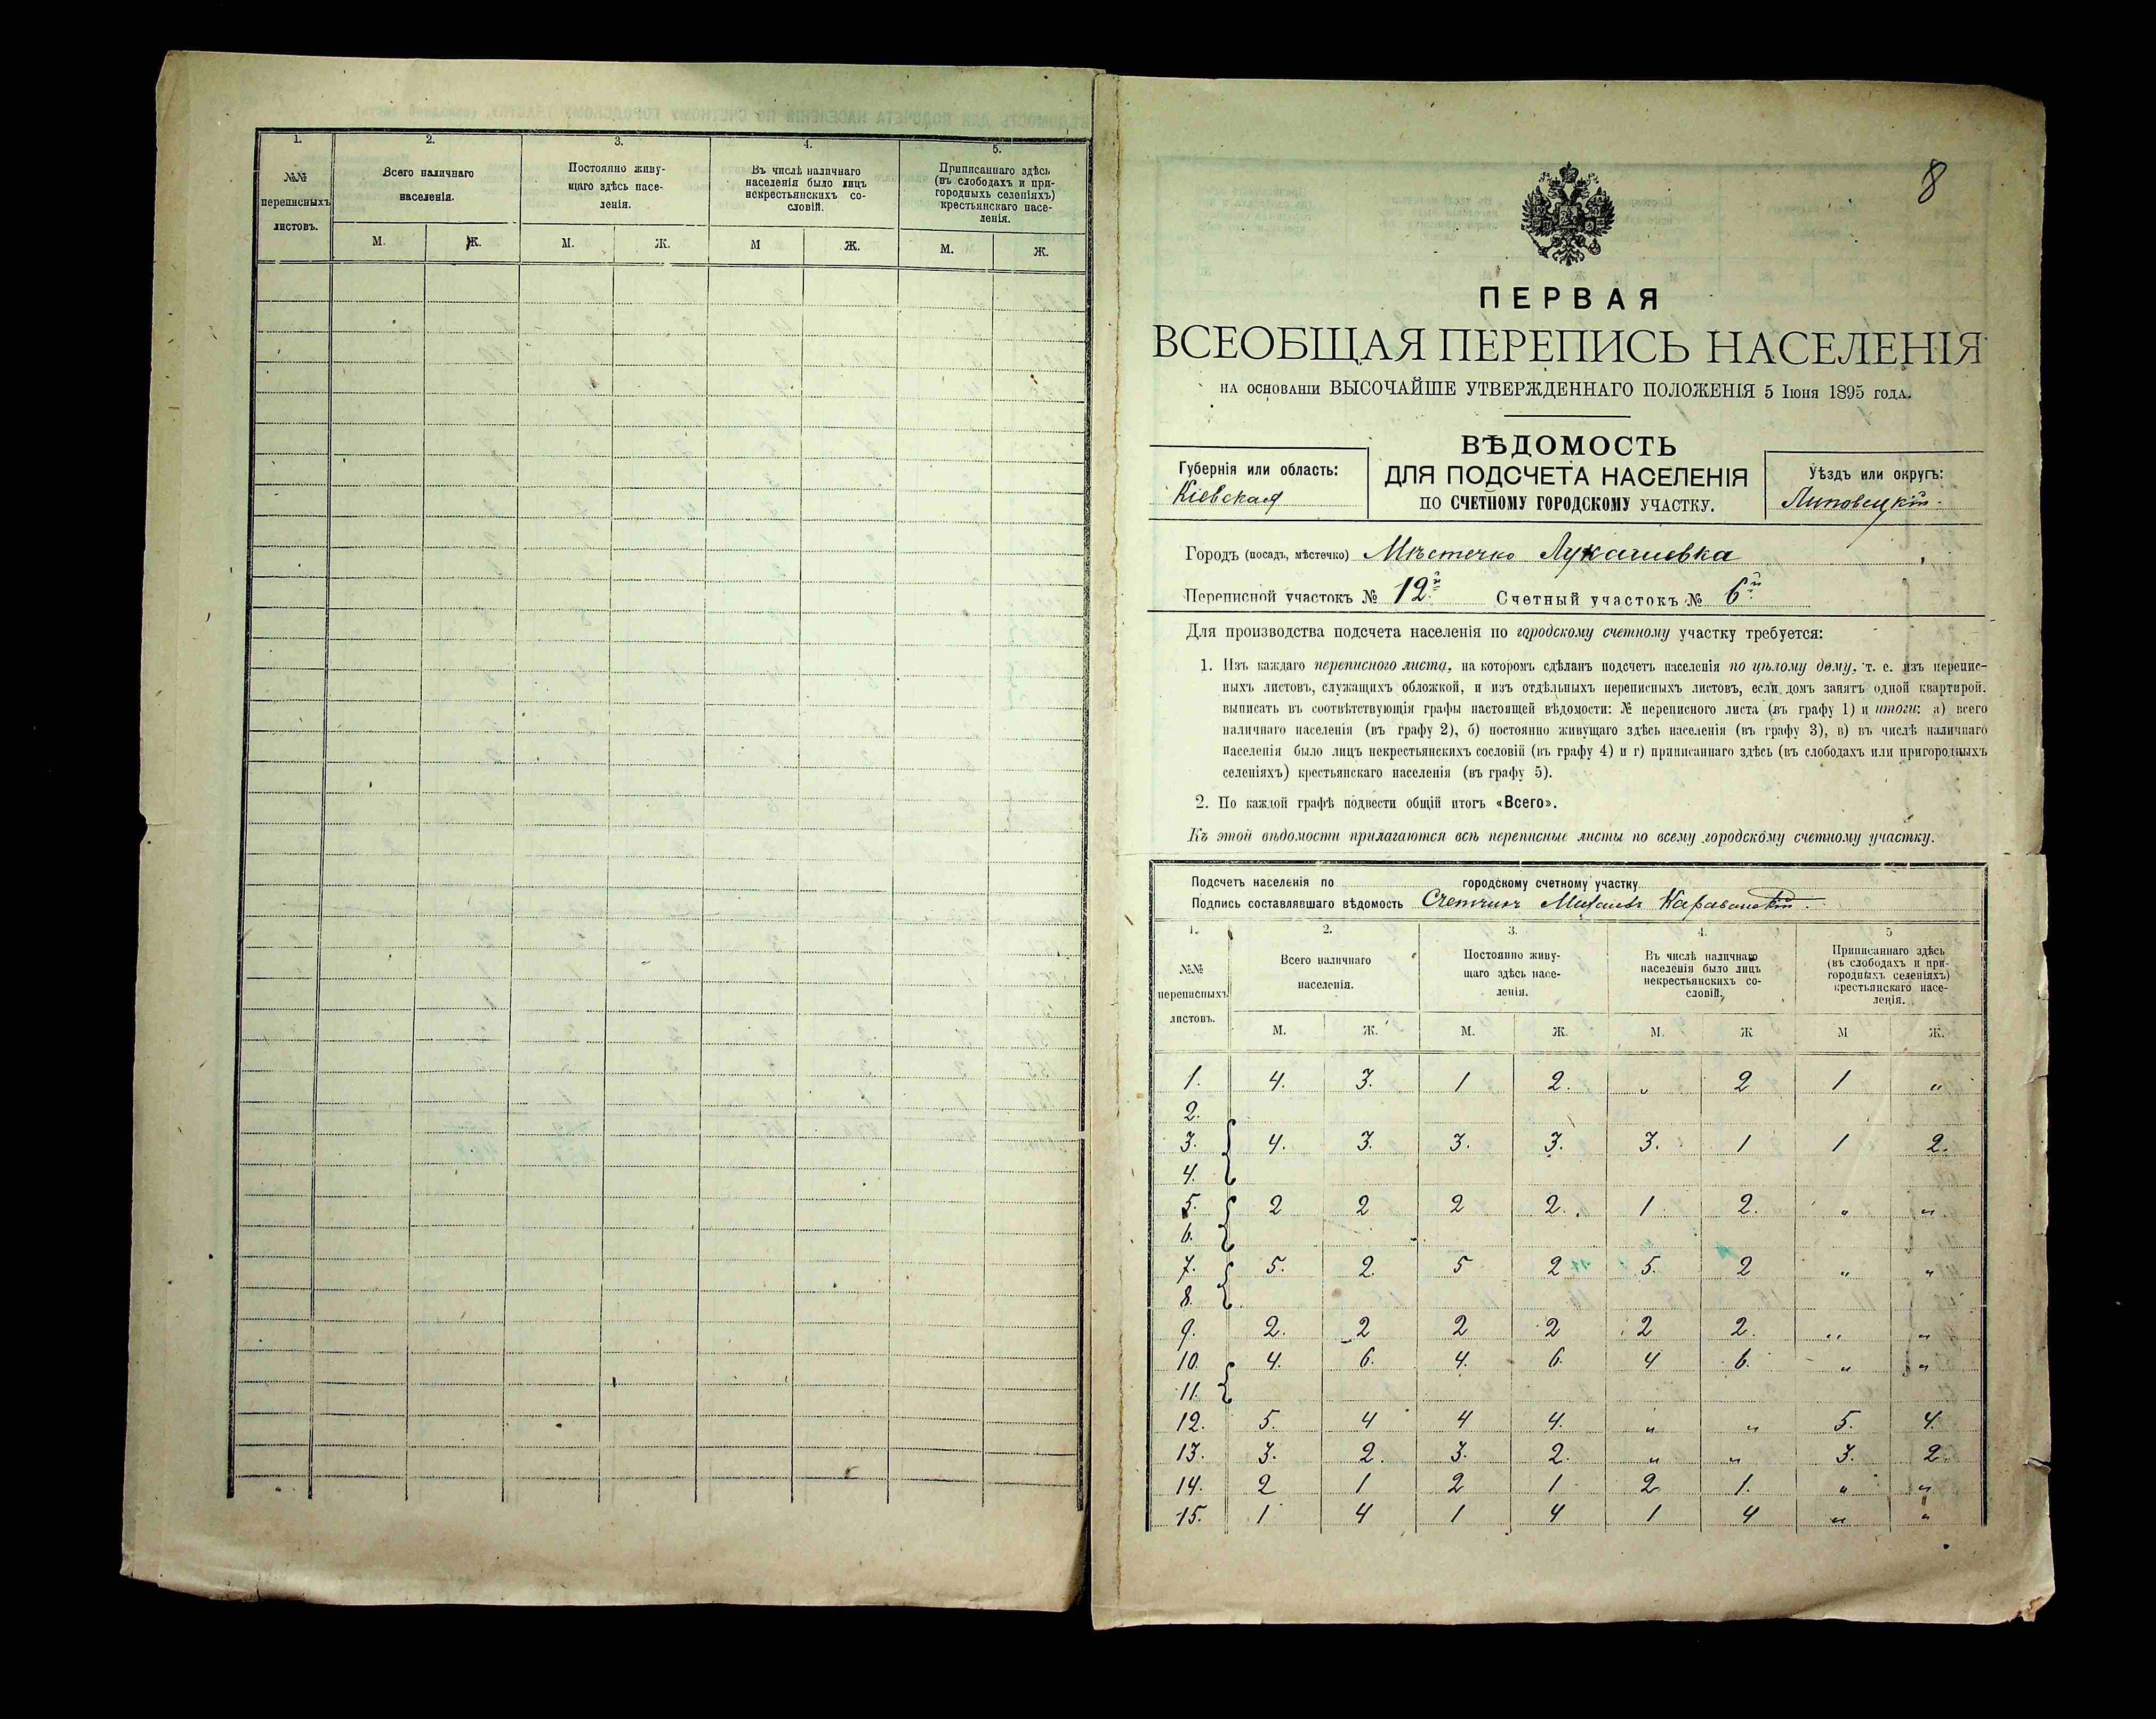 1.
2.
3.
4.
5.
№№
переписныхъ
листовъ.
Всего наличнаго
населенія.
Постоянно живу-
щаго здѣсь насе-
ленія.
Въ числѣ наличнаго
населенія было лицъ
некрестьянскихъ со-
словій.
Приписаннаго здѣсь
(въ слободахъ и при-
городныхъ селеніяхъ)
крестьянскаго насе-
ленія.
М. Ж. М. Ж. М Ж. М. Ж.
8
ПЕРВАЯ
ВСЕОБЩАЯ ПЕРЕПИСЬ НАСЕЛЕНІЯ
НА ОСНОВАНІИ ВЫСОЧАЙШЕ УТВЕРЖДЕННАГО ПОЛОЖЕНІЯ 5 Іюня 1895 ГОДА.
Губернія или область:
Кіевская
ВѢДОМОСТЬ
ДЛЯ ПОДСЧЕТА НАСЕЛЕНІЯ
ПО СЧЕТНОМУ ГОРОДСКОМУ УЧАСТКУ.
Уѣздъ или округъ:
Липовецкій.
Городъ (посадъ, мѣстечко) Мѣстечко Лукашевка
Переписной участокъ № 12й. Счетный участокъ № 6й.
Для производства подсчета населенія по городскому счетному участку требуется:
1. Изъ каждаго переписного листа, на которомъ сдѣланъ подсчетъ населенія по цѣлому дому, т. е. изъ перепис-
ныхъ листовъ, служащихъ обложкой, и изъ отдѣльныхъ переписныхъ листовъ, если домъ занятъ одной квартирой,
выписать въ соотвѣтствующія графы настоящей вѣдомости: № переписного листа (въ графу 1) и итоги: а) всего
наличнаго населенія (въ графу 2), б) постоянно живущаго здѣсь населенія (въ графу 3), в) въ числѣ наличнаго
населенія было лицъ некрестьянскихъ сословій (въ графу 4) и г) приписаннаго здѣсь (въ слободахъ или пригородныхъ
селеніяхъ) крестьянскаго населенія (въ графу 5).
2. По каждой графѣ подвести общій итогъ «Всего».
Къ этой вѣдомости прилагаются всѣ переписные листы по всему городскому счетному участку.
Подсчетъ населенія по городскому счетному участку
Подпись составлявшаго вѣдомость Счетчикъ Михаилъ Караванскій.
1.
2.
3.
4.
5
№№
переписныхъ
листовъ.
Всего наличнаго
населенія.
Постоянно живу-
щаго здѣсь насе-
ленія.
Въ числѣ наличнаго
населенія было лицъ
некрестьянскихъ со-
словій.
Приписаннаго здѣсь
(въ слободахъ и при-
городныхъ селеніяхъ)
крестьянскаго насе-
ленія.
М. Ж. М. Ж. М. Ж М Ж.
1. 4. 3. 1 2. " 2 1 "
2.
3. 4. 3. 3. 3. 3. 1 1 2.
4.
5. 2 2 2 2. 1 2. " "
6.
7. 5. 2. 5 2 5. 2 " "
8.
9. 2. 2 2 2 2 2. " "
10. 4. 6. 4. 6. 4 6. " "
11.
12. 5. 4 4 4. " " 5. 4.
13. 3. 2. 3. 2. " " 3. 2.
14. 2 1 2 1 2 1. " "
15. 1 4 1 4 1 4 " "